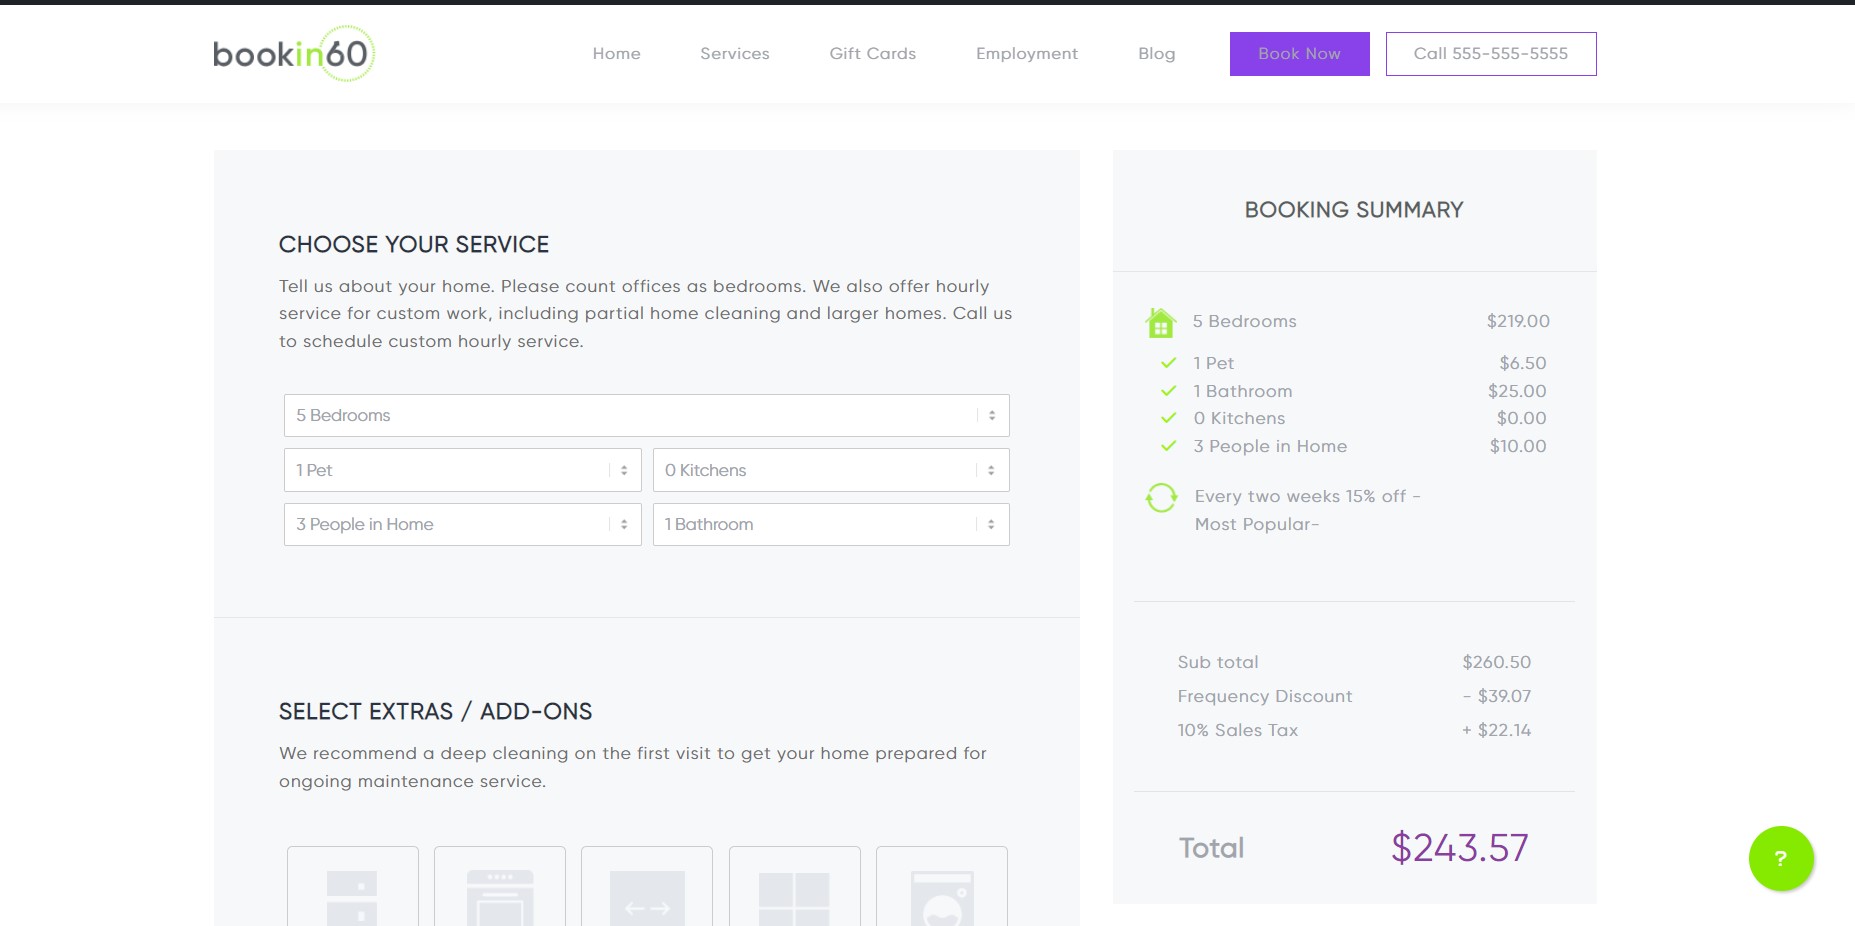 bookin60
Home
Services
Gift Cards
Employment
Blog
Book Now
Call 555-555-5555
CHOOSE YOUR SERVICE
Tell us about your home. Please count offices as bedrooms. We also offer hourly
service for custom work, including partial home cleaning and larger homes. Call us
to schedule custom hourly service.
5 Bedrooms
1 Pet
0 Kitchens
3 People in Home
1 Bathroom
SELECT EXTRAS / ADD-ONS
We recommend a deep cleaning on the first visit to get your home prepared for
ongoing maintenance service.
BOOKING SUMMARY
5 Bedrooms $219.00
1 Pet $6.50
1 Bathroom $25.00
0 Kitchens $0.00
3 People in Home $10.00
Every two weeks 15% off -
Most Popular-
Sub total $260.50
Frequency Discount - $39.07
10% Sales Tax + $22.14
Total $243.57
?